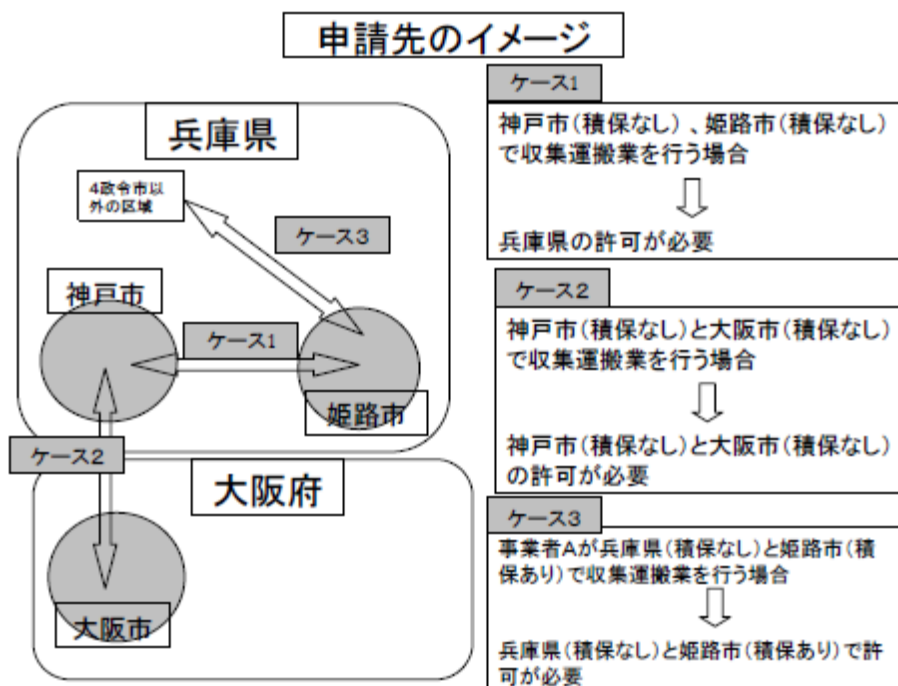 申請先のイメージ
兵庫県
4政令市以
外の区域
ケース3
神戸市
ケース1
姫路市
ケース2
大阪府
大阪市
ケース1
神戸市(積保なし)、姫路市(積保なし)
で収集運搬業を行う場合
兵庫県の許可が必要
ケース2
神戸市(積保なし)と大阪市(積保なし)
で収集運搬業を行う場合
神戸市(積保なし)と大阪市(積保なし)
の許可が必要
ケース3
事業者Aが兵庫県(積保なし)と姫路市(積
保あり)で収集運搬業を行う場合
兵庫県(積保なし)と姫路市(積保あり)で許
可が必要